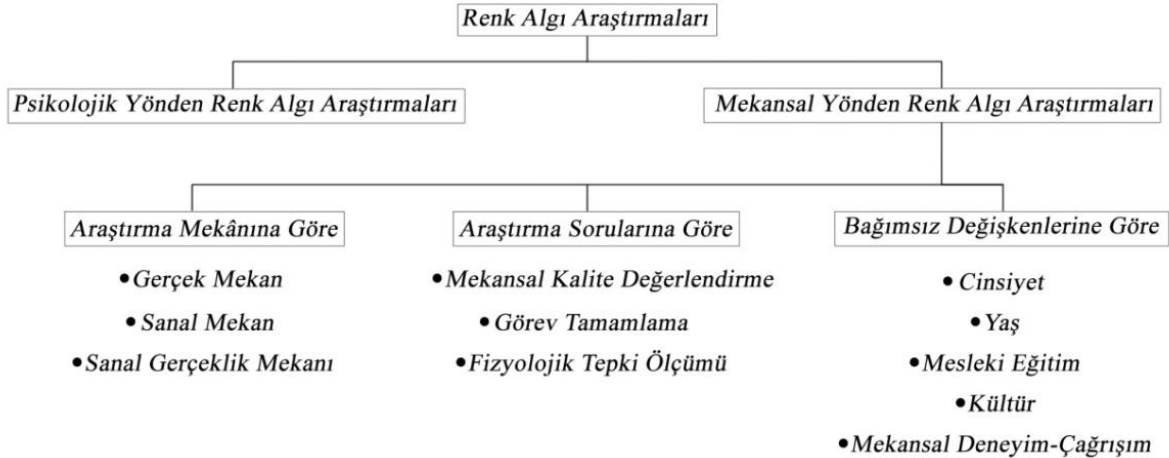 Renk Algı Araştırmaları
Psikolojik Yönden Renk Algı Araştırmaları
Mekansal Yönden Renk Algı Araştırmaları
Araştırma Mekânına Göre
•Gerçek Mekan
•Sanal Mekan
•Sanal Gerçeklik Mekanı
Araştırma Sorularına Göre
•Mekansal Kalite Değerlendirme
•Görev Tamamlama
•Fizyolojik Tepki Ölçümü
Bağımsız Değişkenlerine Göre
•Cinsiyet
•Yaş
•Mesleki Eğitim
•Kültür
•Mekansal Deneyim-Çağrışım